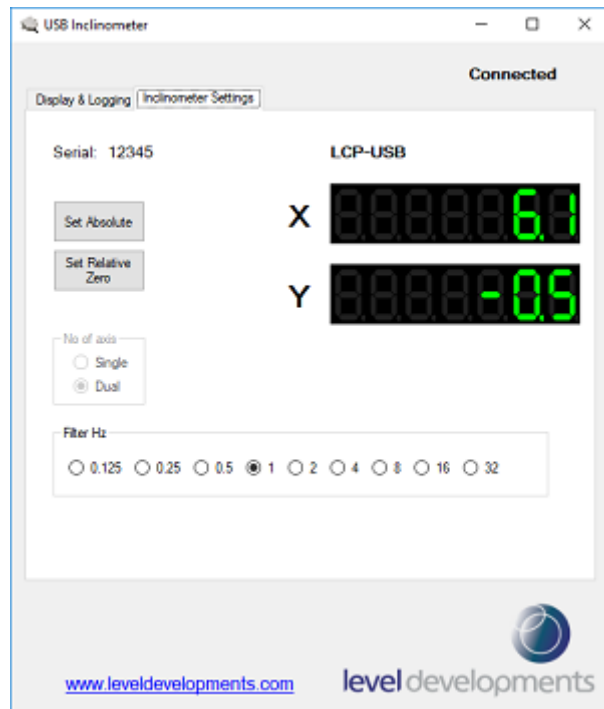 USB Inclinometer
Connected
Display & Logging Inclinometer Settings
Serial: 12345 LCP-USB
Set Absolute
X 6.1
Set Relative
Zero
Y -0.5
No of axis
Single
Dual
Filter Hz
0.125 0.25 0.5 1 2 4 8 16 32
www.leveldevelopments.com
level developments